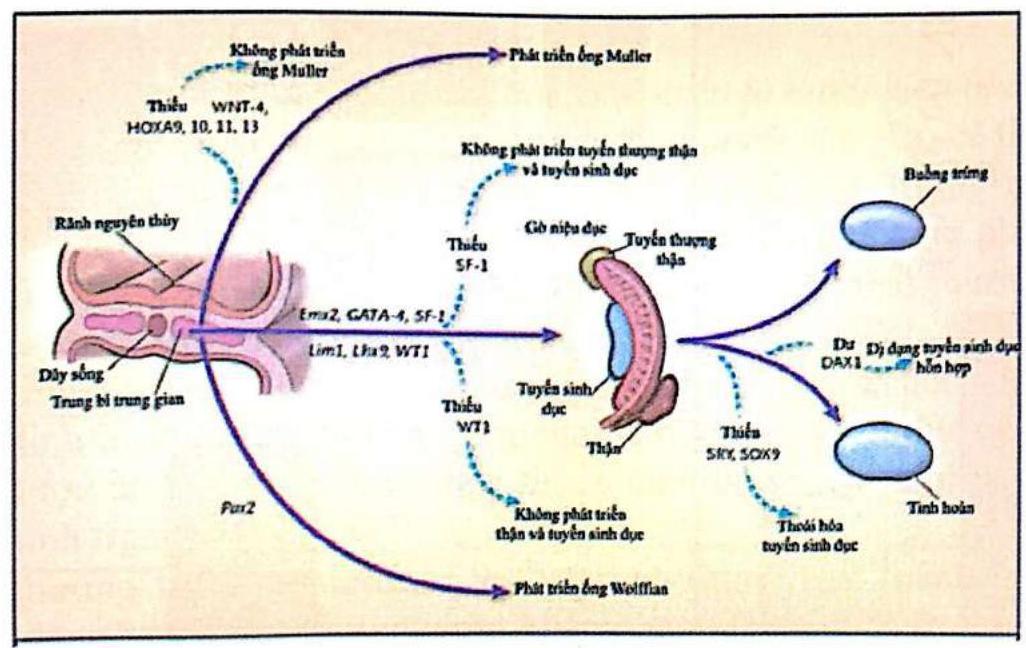 Không phát triển
ống Muller
Phát triển ống Muller
Thiếu WNT-4,
HOXA9, 10, 11, 13
Không phát triển tuyến thượng thận
và tuyến sinh dục
Buồng trứng
Rãnh nguyên thủy
Gờ niệu dục
Tuyến thượng
thận
Thiếu
SF-1
Emx2, GATA-4, SF-1
Lim1, Lhx9, WT1
Dư
DAX1
Dị dạng tuyến sinh dục
hỗn hợp
Dây sống
Trung bì trung gian
Tuyến sinh
dục
Thiếu
WT1
Thận
Thiếu
SRY, SOX9
Pax2
Không phát triển
thận và tuyến sinh dục
Thoái hóa
tuyến sinh dục
Tinh hoàn
Phát triển ống Wolffian